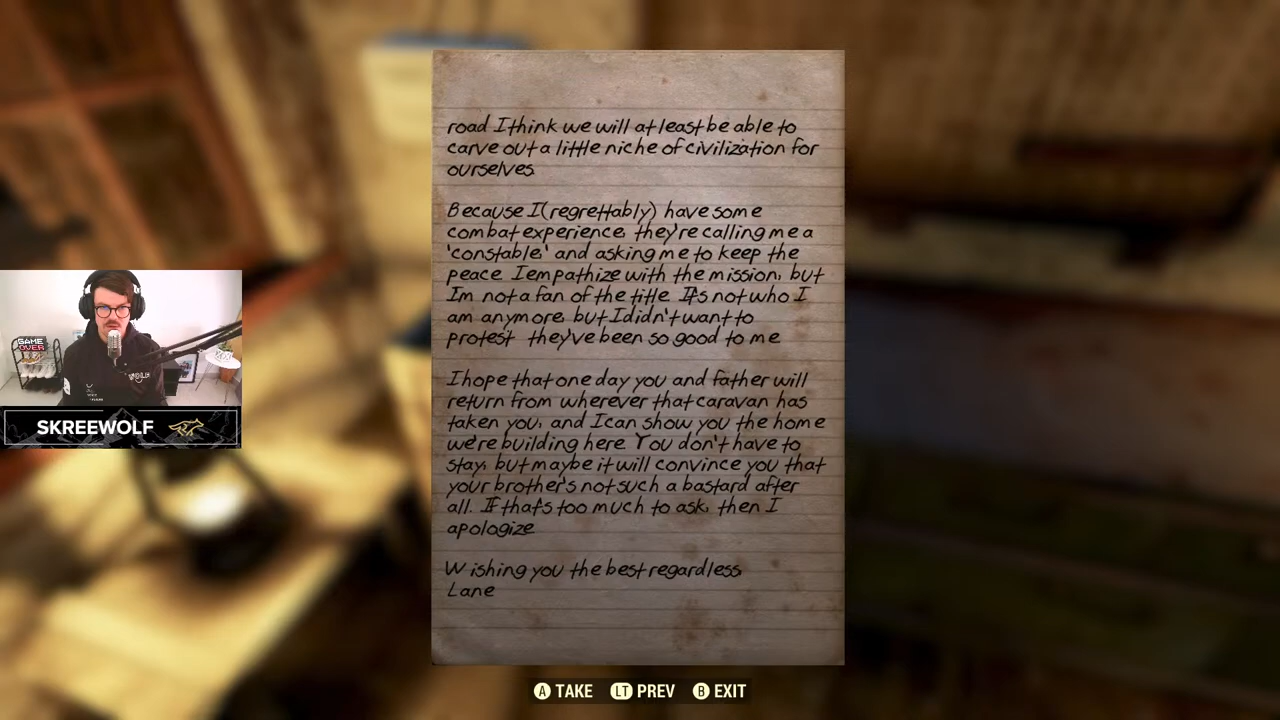 road I think we will at least be able to
carve out a little niche of civilization for
ourselves.
Because I (regrettably) have some
combat experience, they're calling me a
'constable,' and asking me to keep the
peace. I empathize with the mission, but
I'm not a fan of the title. It's not who I
am anymore, but I didn't want to
protest they've been so good to me
I hope that one day you and father will
return from wherever that caravan has
taken you, and I can show you the home
we're building here. You don't have to
stay, but maybe it will convince you that
your brother's not such a bastard after
all. If that's too much to ask, then I
apologize
Wishing you the best regardless,
Lane
GAME
OVER
SKREEWOLF
A TAKE LT PREV B EXIT